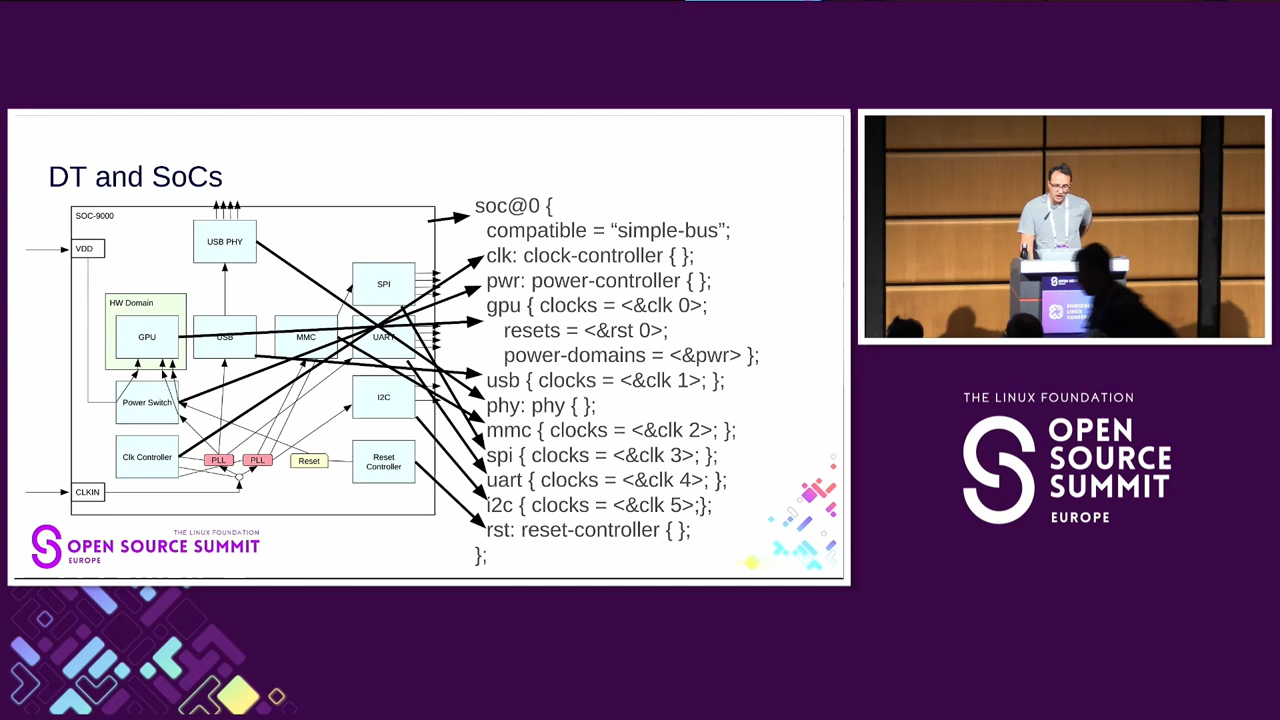 DT and SoCs
SOC-9000
VDD
USB PHY
SPI
HW Domain
GPU
USB
MMC
UART
Power Switch
I2C
Clk Controller
PLL
PLL
Reset
Reset
Controller
CLKIN
soc@0 {
compatible = “simple-bus”;
clk: clock-controller { };
pwr: power-controller { };
gpu { clocks = <&clk 0>;
resets = <&rst 0>;
power-domains = <&pwr> };
usb { clocks = <&clk 1>; };
phy: phy { };
mmc { clocks = <&clk 2>; };
spi { clocks = <&clk 3>; };
uart { clocks = <&clk 4>; };
i2c { clocks = <&clk 5>;};
rst: reset-controller { };
};
THE LINUX FOUNDATION
OPEN SOURCE SUMMIT
EUROPE
THE LINUX FOUNDATION
OPEN
SOURCE
SUMMIT
EUROPE